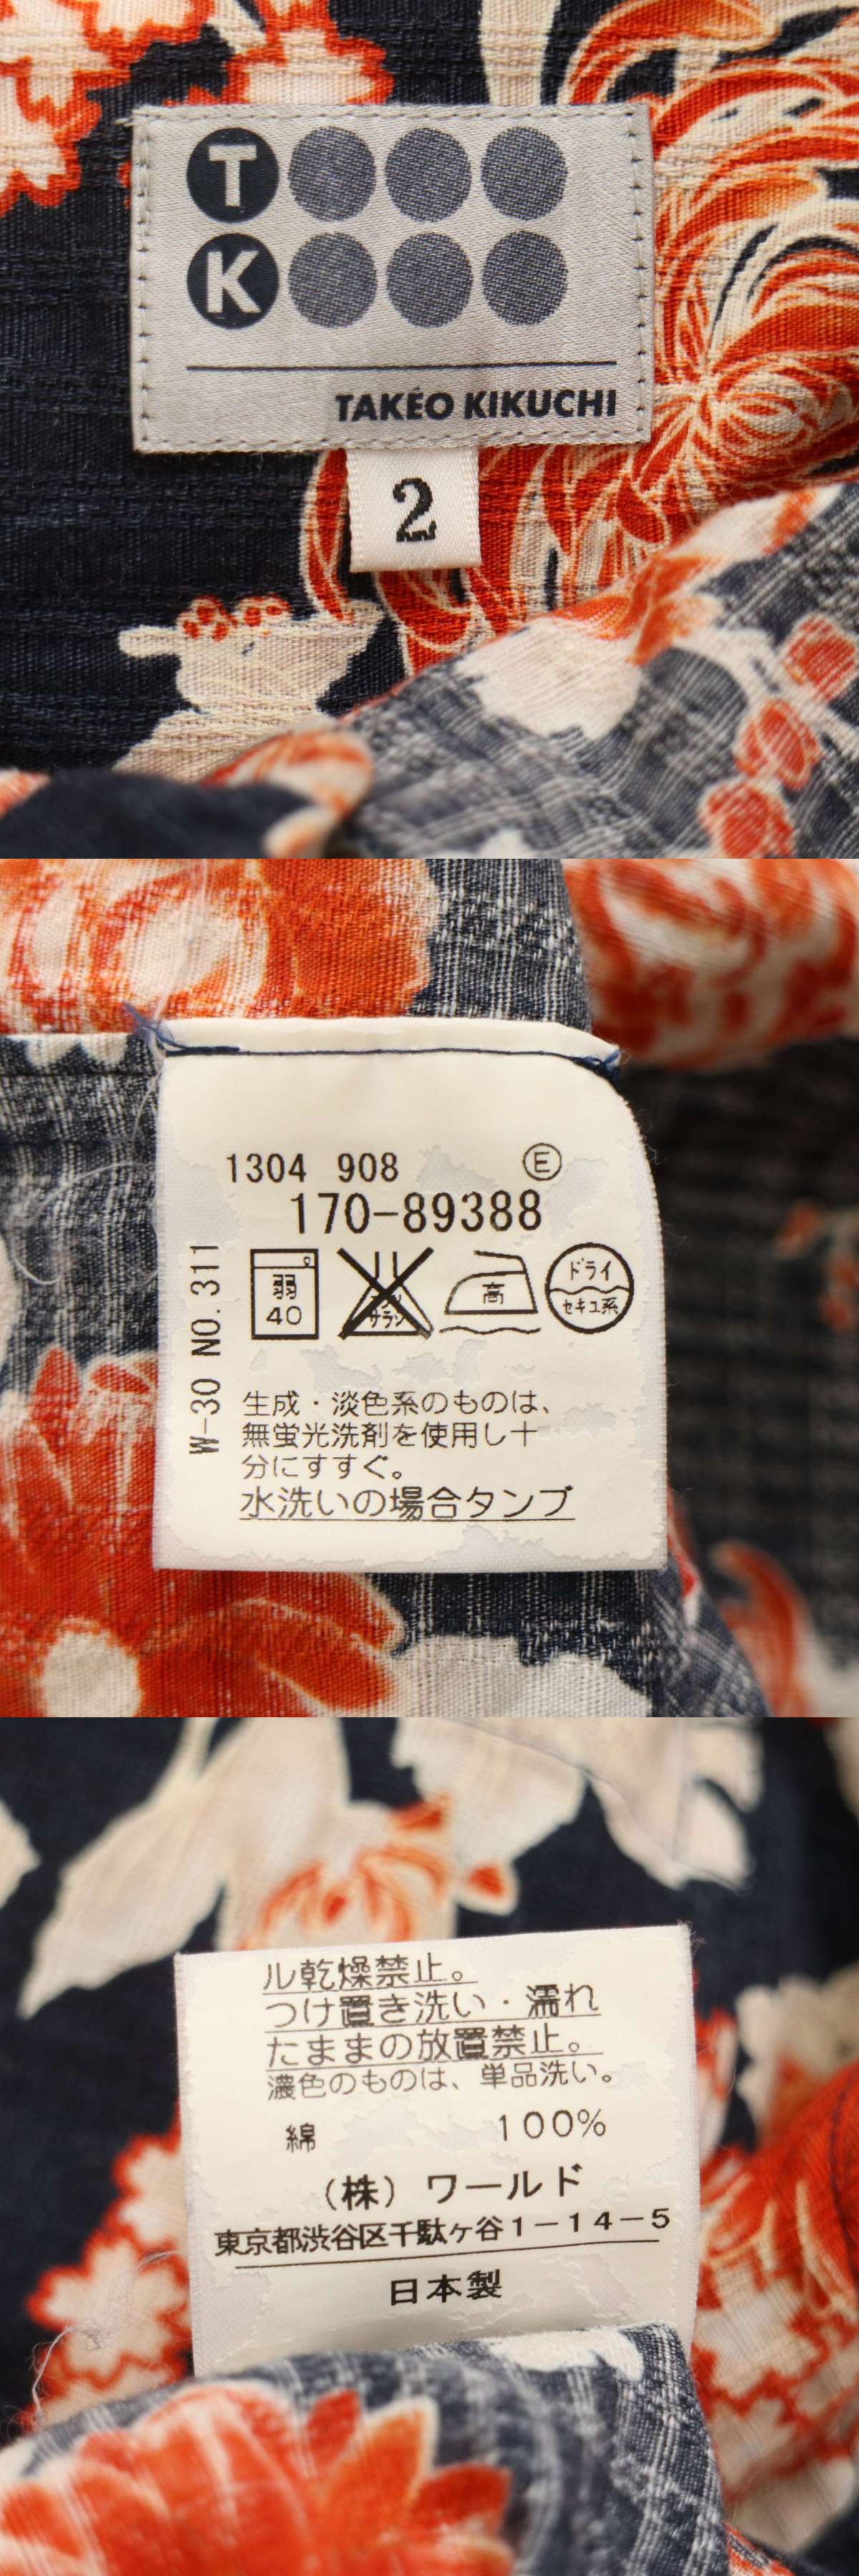 T
K
TAKÉO KIKUCHI
2
1304 908 Ⓔ
170-89388
W-30 NO.311
弱
40
サラシ
高
ドライ
セキユ系
生成・淡色系のものは、
無蛍光洗剤を使用し十
分にすすぐ。
水洗いの場合タンブ
ル乾燥禁止。
つけ置き洗い・濡れ
たままの放置禁止。
濃色のものは、単品洗い。
綿 100%
(株) ワールド
東京都渋谷区千駄ヶ谷1-14-5
日本製